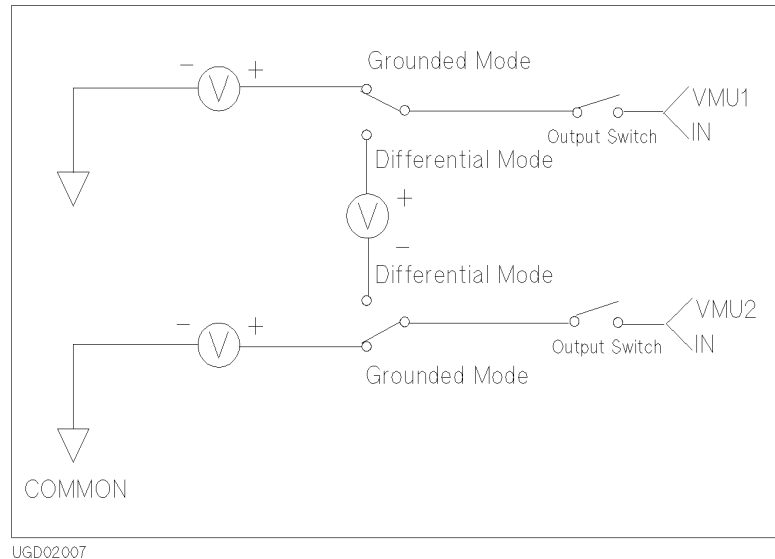 Grounded Mode
- V +
VMU1
IN
Output Switch
Differential Mode
V +
-
Differential Mode
VMU2
- V +
IN
Output Switch
Grounded Mode
COMMON
UGD02007